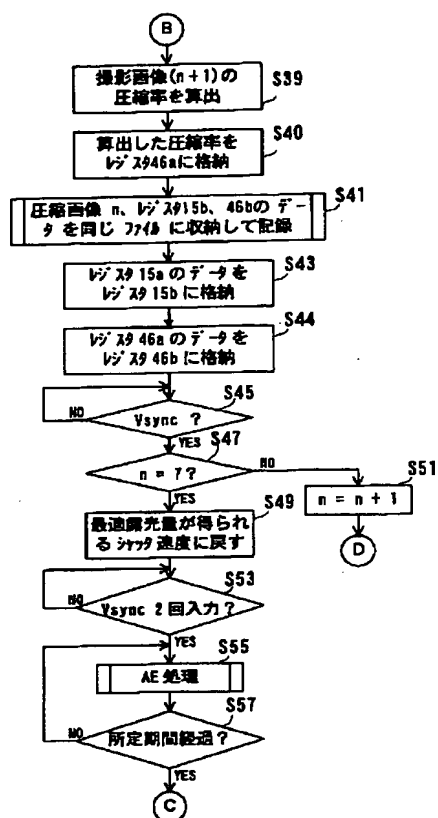 B
撮影画像(n+1)の
圧縮率を算出
S39
算出した圧縮率を
レジスタ46aに格納
S40
圧縮画像 n、レジスタ15b、46bのデー
タ を同じ ファイル に収納して記録
S41
レジスタ 15a のデータを
レジスタ 15b に格納
S43
レジスタ 46a のデータを
レジスタ 46b に格納
S44
Vsync ?
S45
NO
YES
n = 7?
S47
NO
YES
n = n + 1
S51
D
最適露光量が得られ
る シャッタ 速度に戻す
S49
Vsync 2 回入力?
S53
NO
YES
AE 処理
S55
所定期間経過?
S57
NO
YES
C